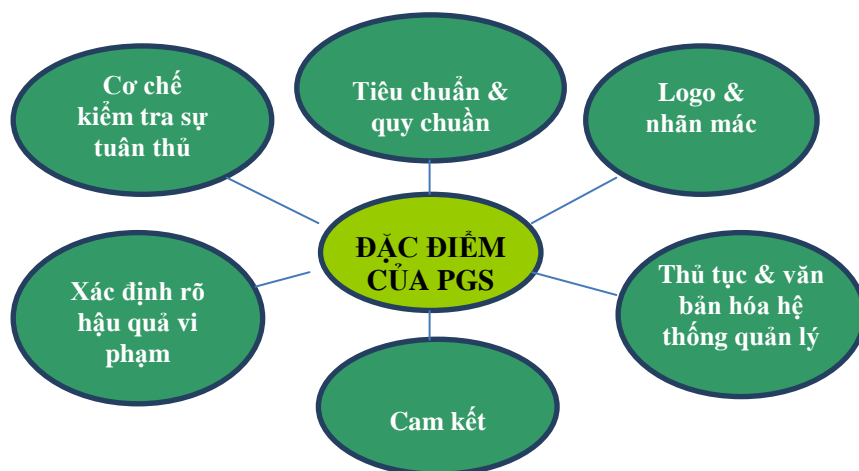 Cơ chế
kiểm tra sự
tuân thủ
Tiêu chuẩn &
quy chuần
Logo &
nhãn mác
ĐẶC ĐIỂM
CỦA PGS
Xác định rõ
hậu quả vi
phạm
Thủ tục & văn
bản hóa hệ
thống quản lý
Cam kết